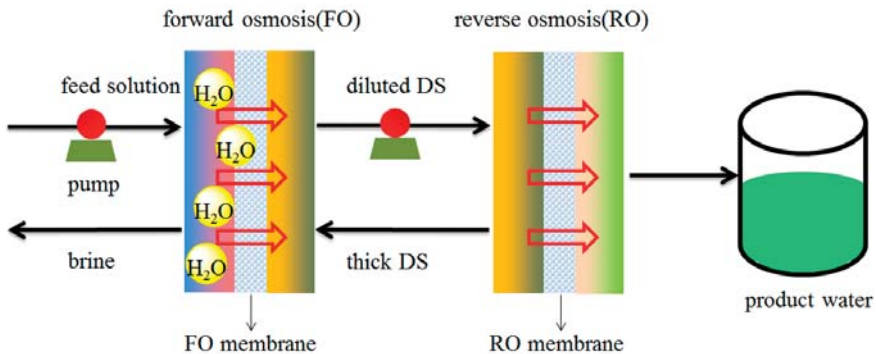 forward osmosis(FO)
reverse osmosis(RO)
feed solution
H₂O
diluted DS
H₂O
pump
H₂O
brine
H₂O
thick DS
product water
FO membrane
RO membrane